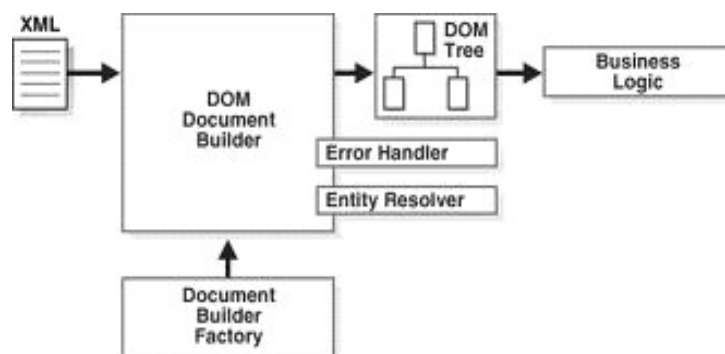 XML
DOM
Document
Builder
DOM
Tree
Business
Logic
Error Handler
Entity Resolver
Document
Builder
Factory